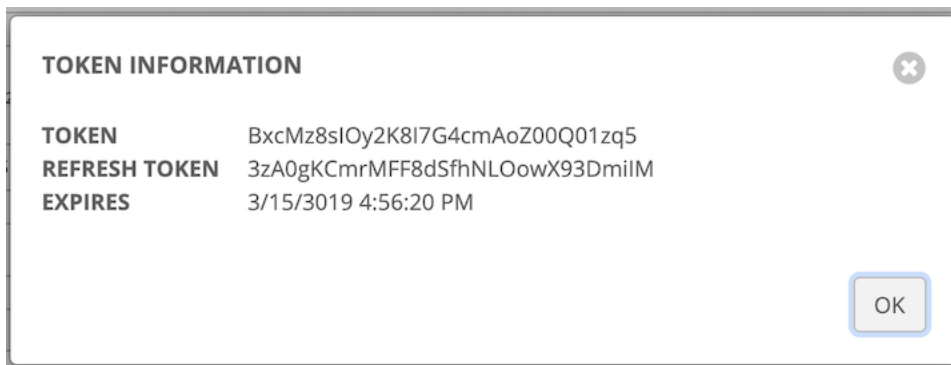 TOKEN INFORMATION
TOKEN BxcMz8sIOy2K8I7G4cmAoZ00Q01zq5
REFRESH TOKEN 3zA0gKCmrMFF8dSfhNLOowX93DmiIM
EXPIRES 3/15/3019 4:56:20 PM
OK